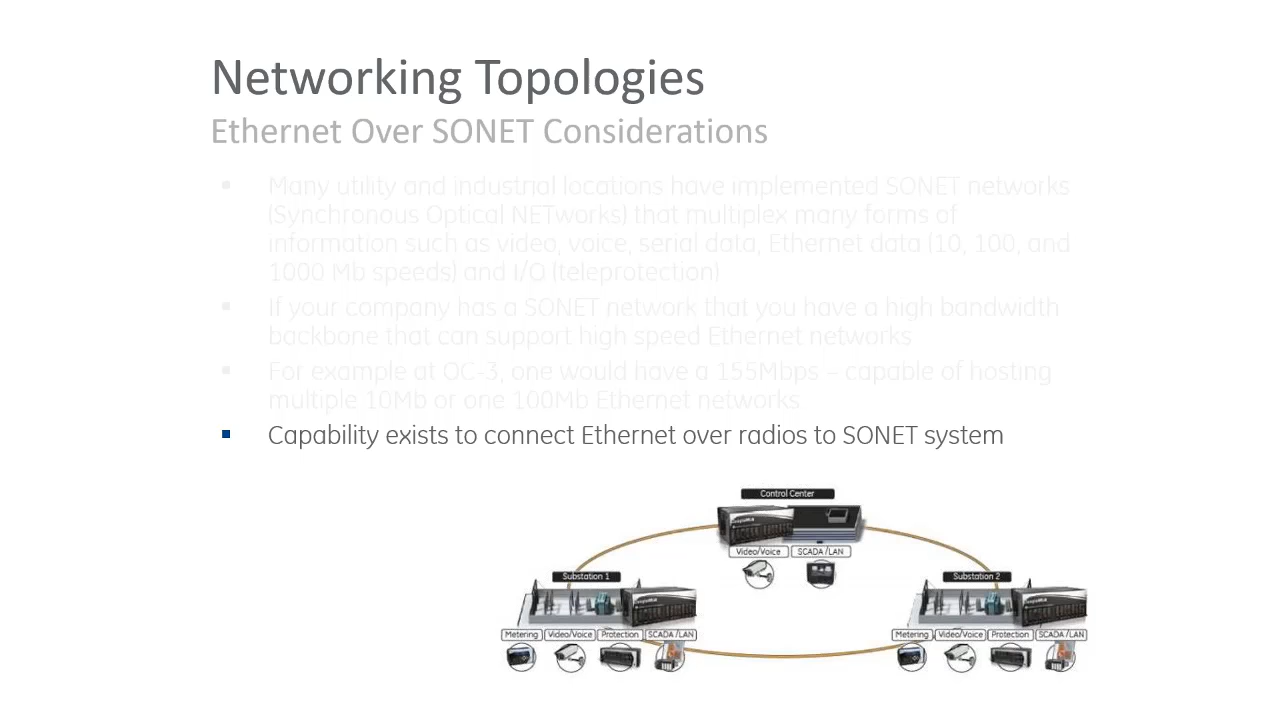 Networking Topologies
Ethernet Over SONET Considerations
▪ Many utility and industrial locations have implemented SONET networks
(Synchronous Optical NETworks) that multiplex many forms of
information such as video, voice, serial data, Ethernet data (10, 100, and
1000 Mb speeds) and I/O (teleprotection)
▪ If your company has a SONET network that you have a high bandwidth
backbone that can support high speed Ethernet networks
▪ For example at OC-3, one would have a 155Mbps – capable of hosting
multiple 10Mb or one 100Mb Ethernet networks
▪ Capability exists to connect Ethernet over radios to SONET system
Control Center
Video/Voice SCADA /LAN
Substation 1
Metering Video/Voice Protection SCADA /LAN
Substation 2
Metering Video/Voice Protection SCADA /LAN